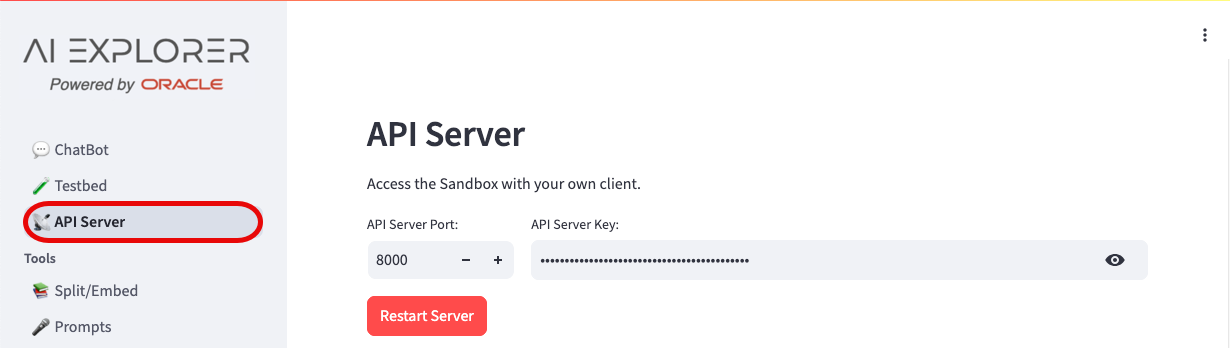 AI EXPLORER
Powered by ORACLE
ChatBot
Testbed
API Server
Tools
Split/Embed
Prompts
API Server
Access the Sandbox with your own client.
API Server Port: API Server Key:
8000 − + •••••••••••••••••••••••••••••••••••••••••••
Restart Server